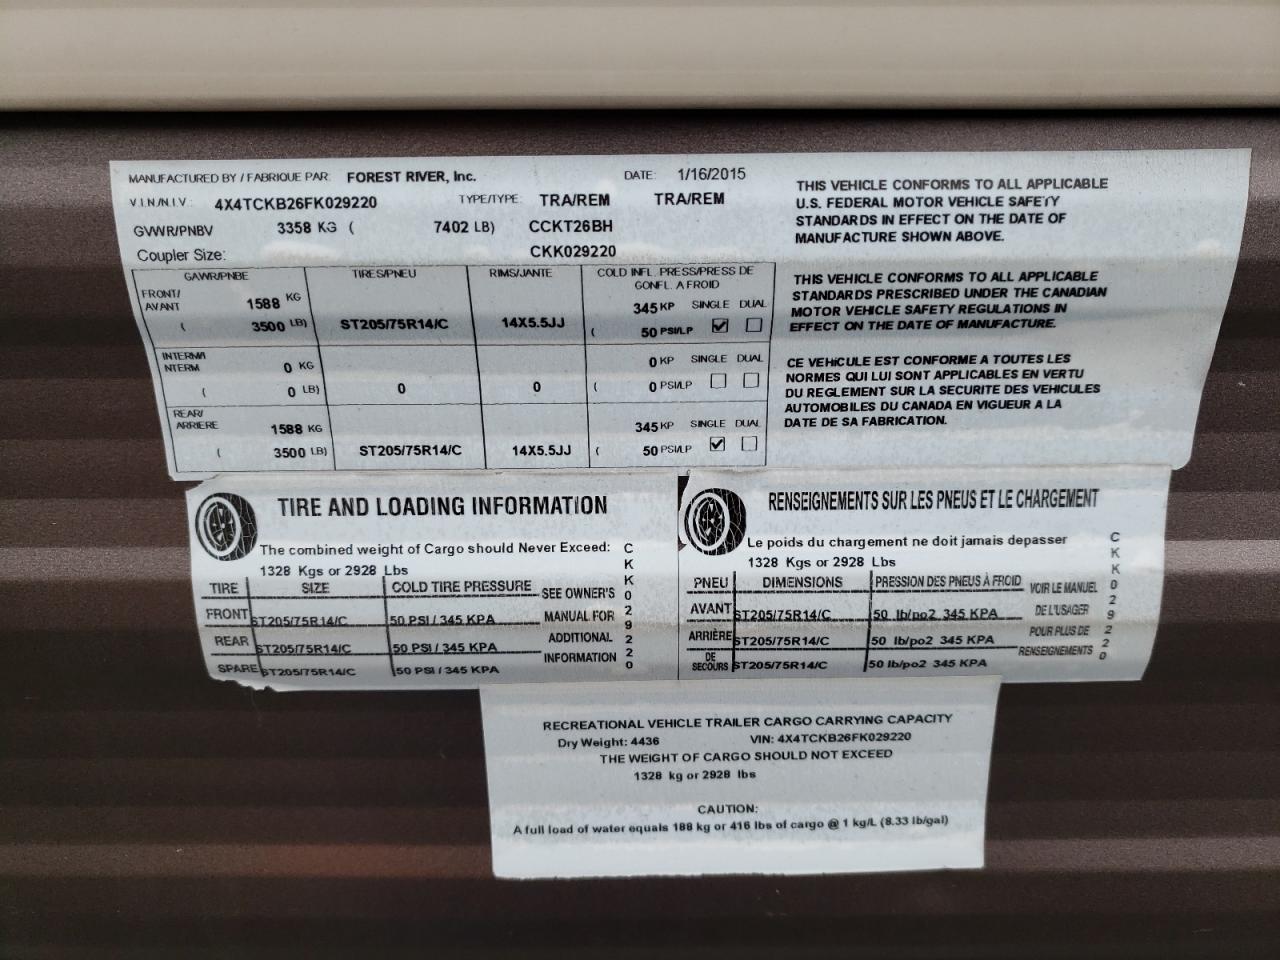 MANUFACTURED BY / FABRIQUE PAR: FOREST RIVER, Inc. DATE: 1/16/2015
V.I.N/N.I.V: 4X4TCKB26FK029220 TYPE/TYPE: TRA/REM TRA/REM
GVWR/PNBV 3358 KG ( 7402 LB) CCKT26BH
Coupler Size: CKK029220
GAWR/PNBE TIRES/PNEU RIMS/JANTE COLD INFL. PRESS/PRESS DE GONFL. A FROID
FRONT/ AVANT 1588 KG 345 KP SINGLE DUAL
( 3500 LB) ST205/75R14/C 14X5.5JJ ( 50 PSI/LP
INTERM/ INTERM 0 KG 0 KP SINGLE DUAL
( 0 LB) 0 0 ( 0 PSI/LP
REAR/ ARRIERE 1588 KG 345 KP SINGLE DUAL
( 3500 LB) ST205/75R14/C 14X5.5JJ ( 50 PSI/LP
THIS VEHICLE CONFORMS TO ALL APPLICABLE
U.S. FEDERAL MOTOR VEHICLE SAFETY
STANDARDS IN EFFECT ON THE DATE OF
MANUFACTURE SHOWN ABOVE.
THIS VEHICLE CONFORMS TO ALL APPLICABLE
STANDARDS PRESCRIBED UNDER THE CANADIAN
MOTOR VEHICLE SAFETY REGULATIONS IN
EFFECT ON THE DATE OF MANUFACTURE.
CE VEHICULE EST CONFORME A TOUTES LES
NORMES QUI LUI SONT APPLICABLES EN VERTU
DU REGLEMENT SUR LA SECURITE DES VEHICULES
AUTOMOBILES DU CANADA EN VIGUEUR A LA
DATE DE SA FABRICATION.
TIRE AND LOADING INFORMATION
The combined weight of Cargo should Never Exceed:
1328 Kgs or 2928 Lbs
TIRE SIZE COLD TIRE PRESSURE
FRONT ST205/75R14/C 50 PSI / 345 KPA
REAR ST205/75R14/C 50 PSI / 345 KPA
SPARE ST205/75R14/C 50 PSI / 345 KPA
SEE OWNER'S
MANUAL FOR
ADDITIONAL
INFORMATION
CKK029220
RENSEIGNEMENTS SUR LES PNEUS ET LE CHARGEMENT
Le poids du chargement ne doit jamais depasser
1328 Kgs or 2928 Lbs
PNEU DIMENSIONS PRESSION DES PNEUS À FROID
AVANT ST205/75R14/C 50 lb/po2 345 KPA
ARRIÈRE ST205/75R14/C 50 lb/po2 345 KPA
DE SECOURS ST205/75R14/C 50 lb/po2 345 KPA
VOIR LE MANUEL
DE L'USAGER
POUR PLUS DE
RENSEIGNEMENTS
CKK029220
RECREATIONAL VEHICLE TRAILER CARGO CARRYING CAPACITY
Dry Weight: 4436 VIN: 4X4TCKB26FK029220
THE WEIGHT OF CARGO SHOULD NOT EXCEED
1328 kg or 2928 lbs
CAUTION:
A full load of water equals 188 kg or 416 lbs of cargo @ 1 kg/L (8.33 lb/gal)